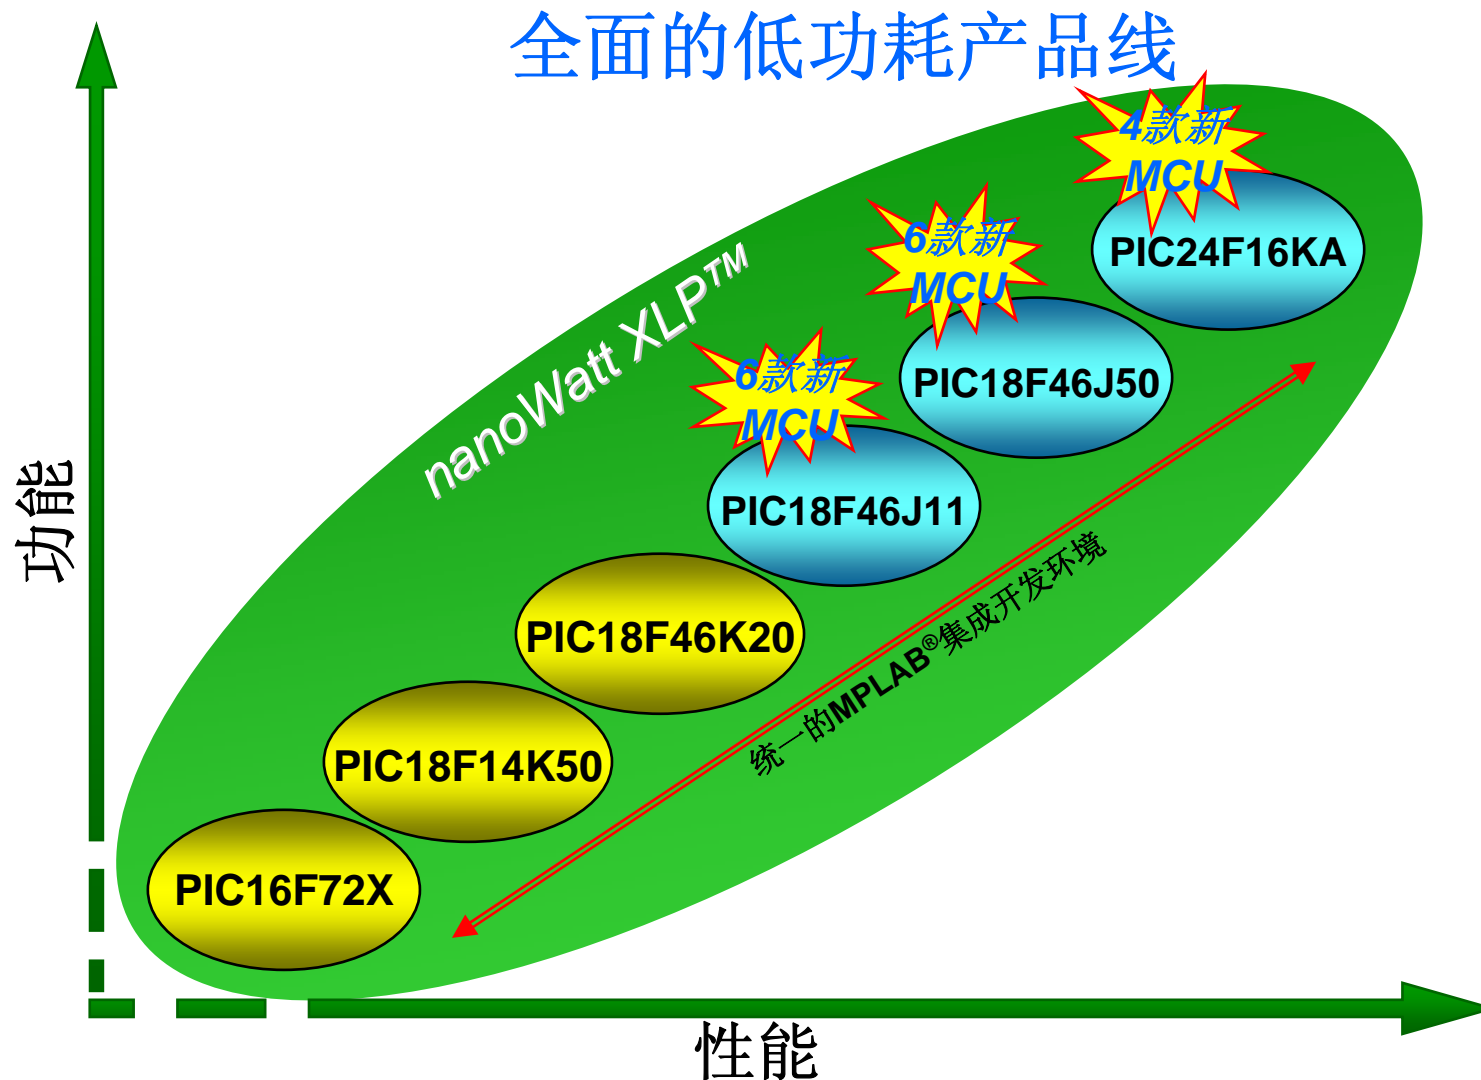 全面的低功耗产品线
4款新
MCU
PIC24F16KA
6款新
MCU
PIC18F46J50
nanoWatt XLP™
6款新
MCU
PIC18F46J11
统一的MPLAB®集成开发环境
PIC18F46K20
PIC18F14K50
PIC16F72X
功能
性能